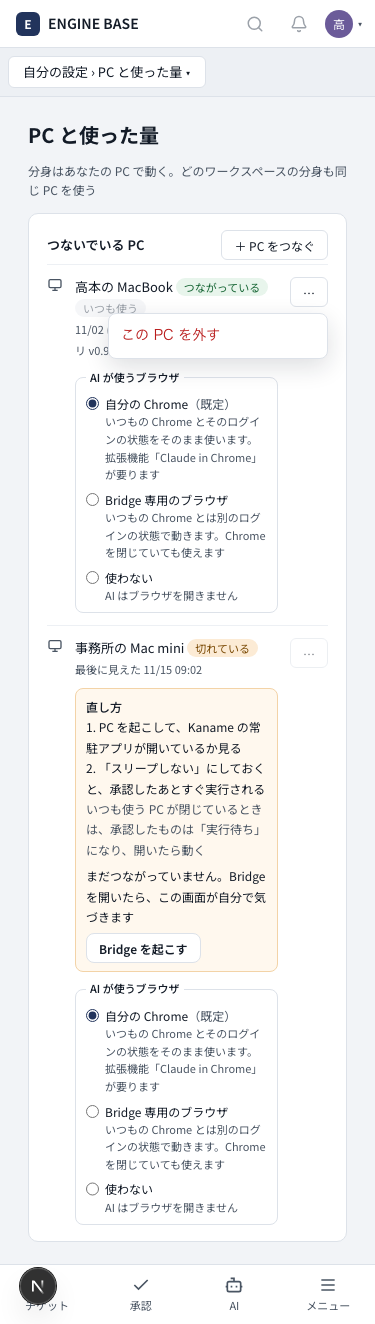 E ENGINE BASE 高
自分の設定 › PC と使った量
PC と使った量
分身はあなたの PC で動く。どのワークスペースの分身も同
じ PC を使う
つないでいる PC
＋ PC をつなぐ
高本の MacBook つながっている
…
いつも使う
11/02
この PC を外す
リ v0.9
AI が使うブラウザ
自分の Chrome（既定）
いつもの Chrome とそのログイ
ンの状態をそのまま使います。
拡張機能「Claude in Chrome」
が要ります
Bridge 専用のブラウザ
いつもの Chrome とは別のログ
インの状態で動きます。Chrome
を閉じていても使えます
使わない
AI はブラウザを開きません
事務所の Mac mini 切れている
…
最後に見えた 11/15 09:02
直し方
1. PC を起こして、Kaname の常
駐アプリが開いているか見る
2. 「スリープしない」にしておく
と、承認したあとすぐ実行される
いつも使う PC が閉じているとき
は、承認したものは「実行待ち」
になり、開いたら動く
まだつながっていません。Bridge
を開いたら、この画面が自分で気
づきます
Bridge を起こす
AI が使うブラウザ
自分の Chrome（既定）
いつもの Chrome とそのログイ
ンの状態をそのまま使います。
拡張機能「Claude in Chrome」
が要ります
Bridge 専用のブラウザ
いつもの Chrome とは別のログ
インの状態で動きます。Chrome
を閉じていても使えます
使わない
AI はブラウザを開きません
N
チケット 承認 AI メニュー